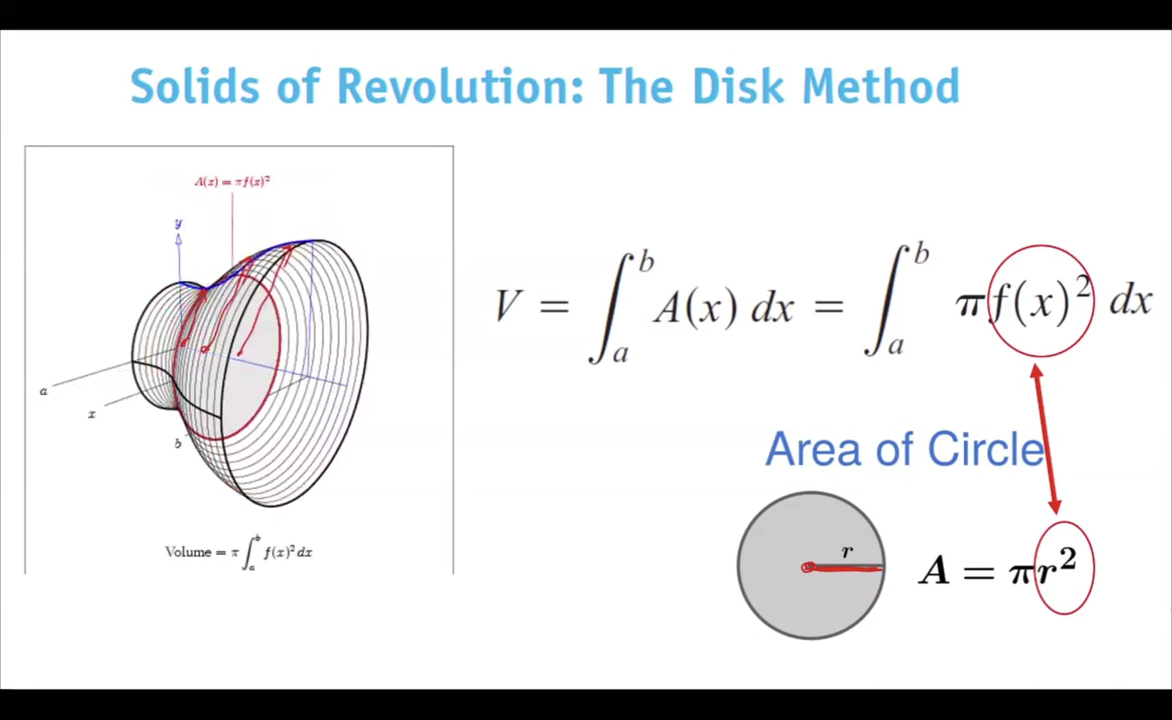 Solids of Revolution: The Disk Method
A(x) = πf(x)²
y
a
x
b
Volume = π ∫ₐᵇ f(x)² dx
V = ∫ₐᵇ A(x) dx = ∫ₐᵇ πf(x)² dx
Area of Circle
r
A = πr²